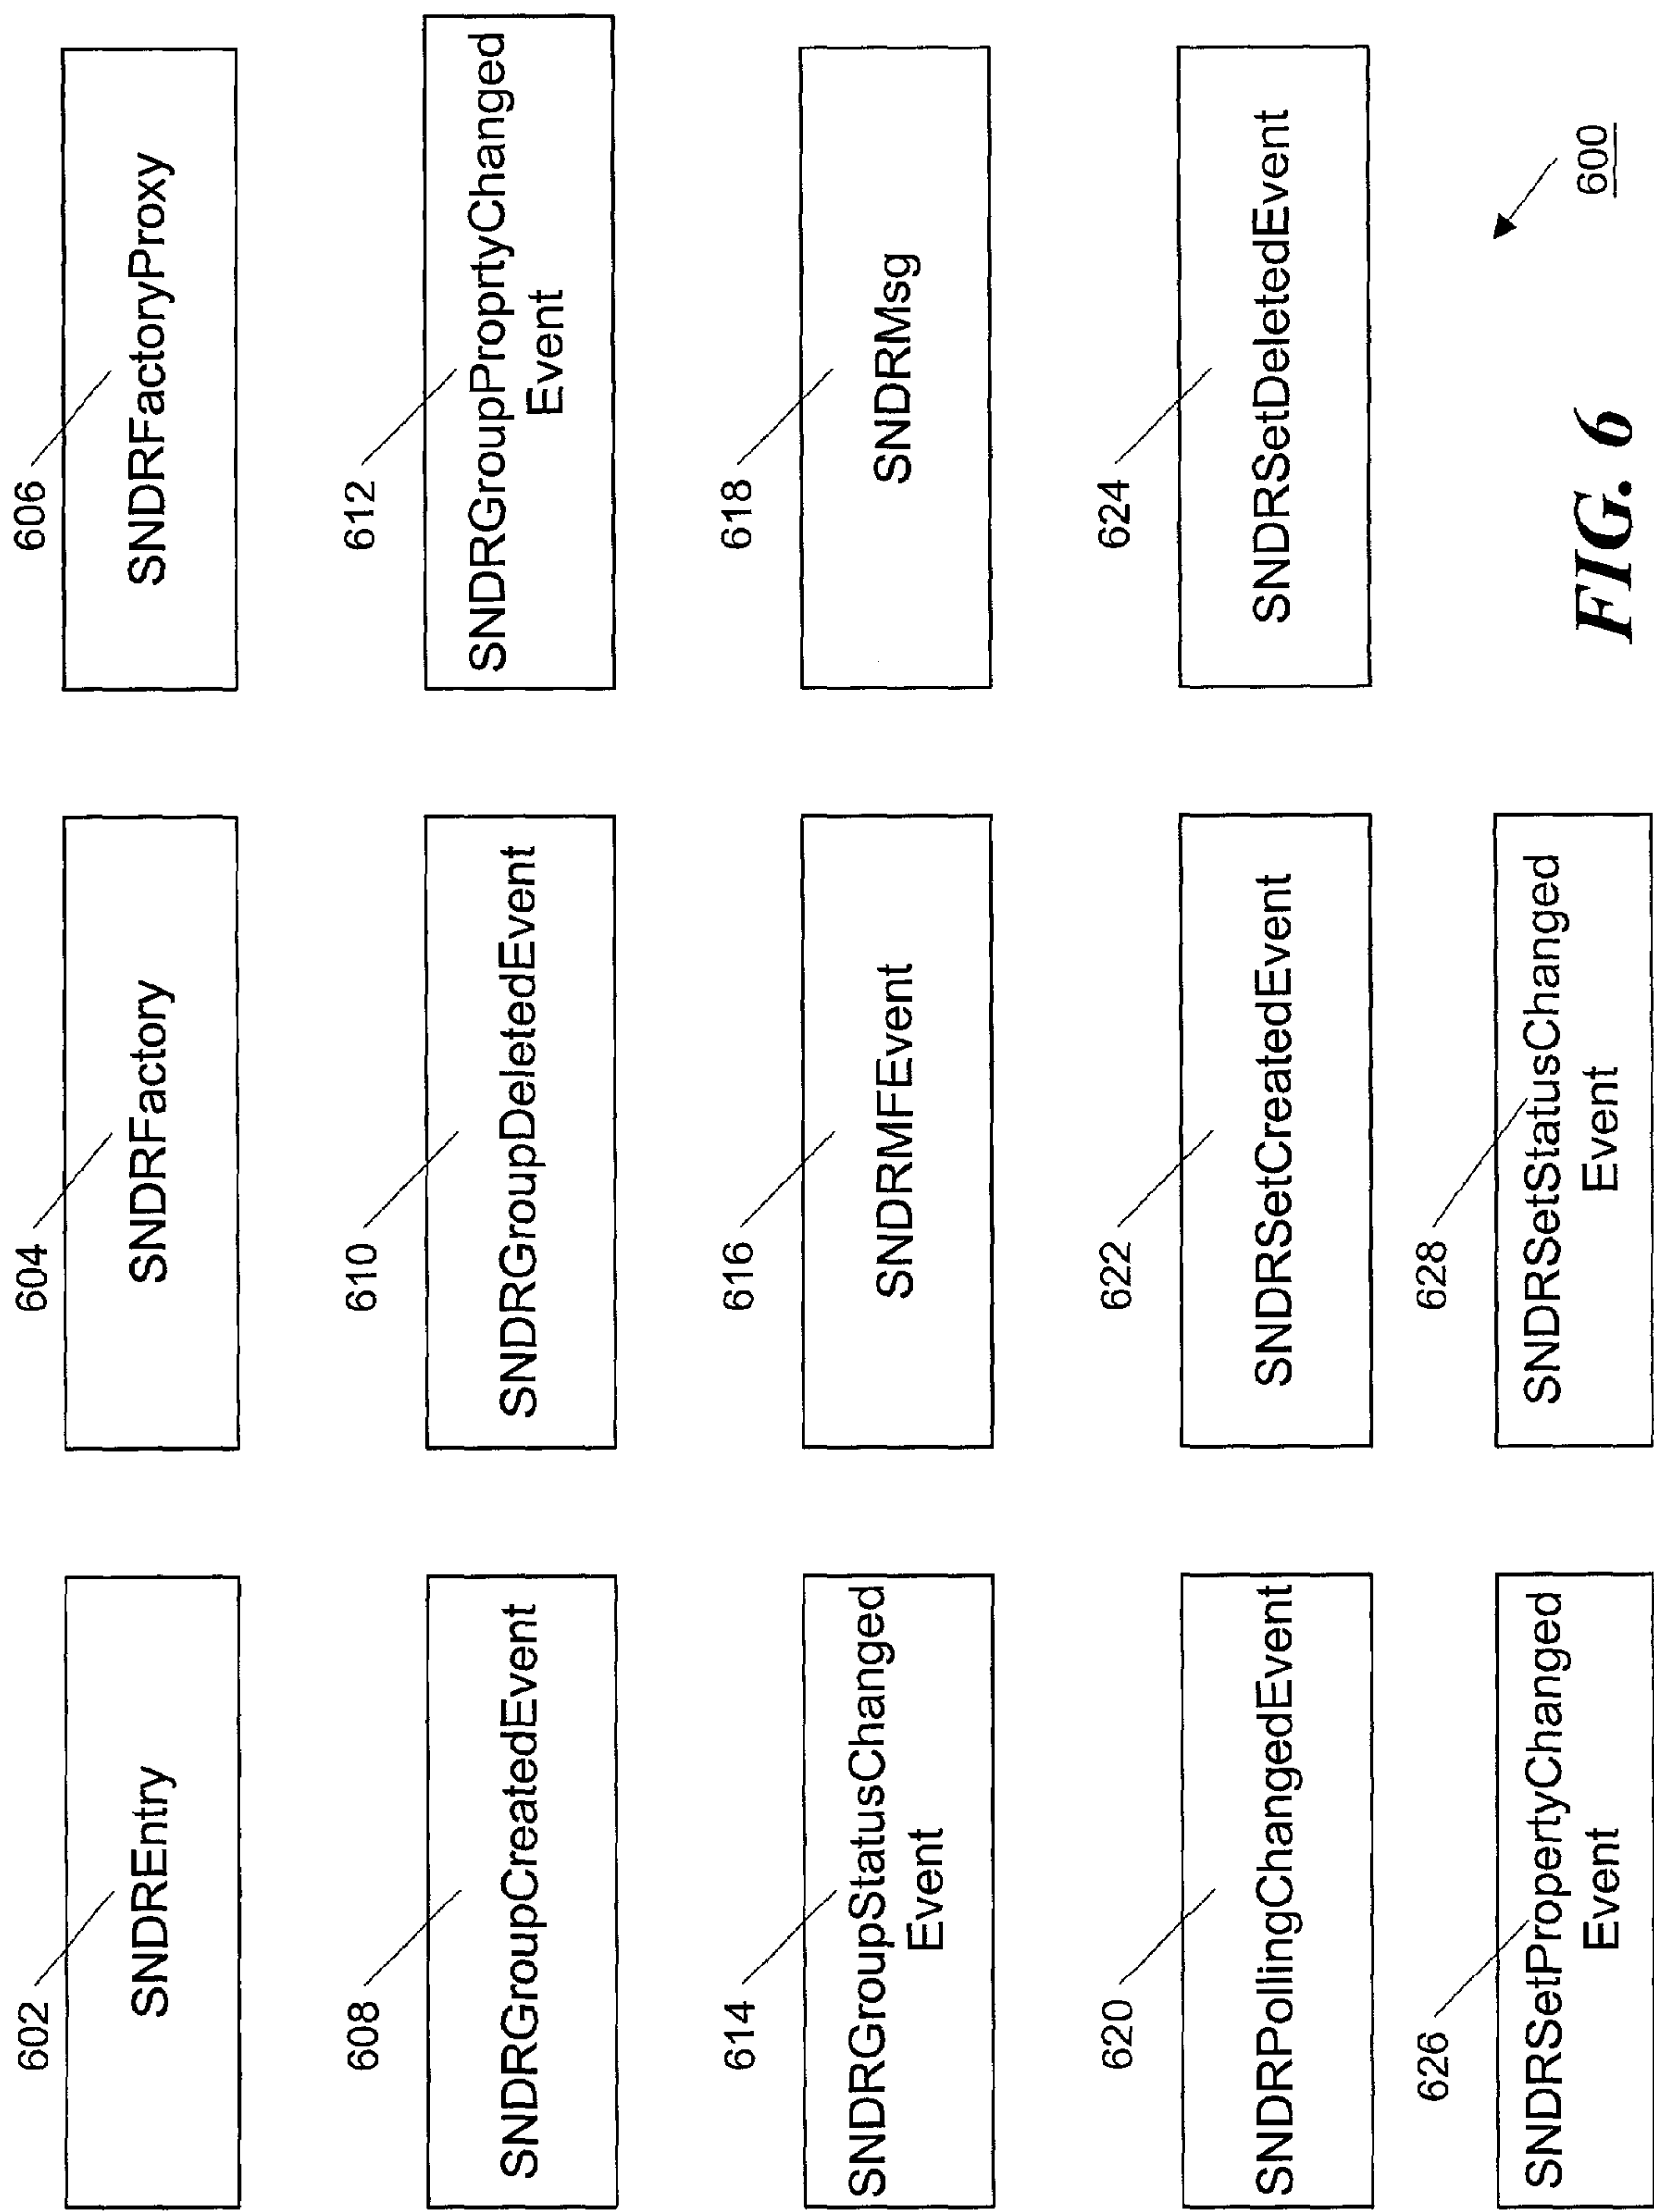 602
SNDREntry
604
SNDRFactory
606
SNDRFactoryProxy
608
SNDRGroupCreatedEvent
610
SNDRGroupDeletedEvent
612
SNDRGroupProprtyChanged
Event
614
SNDRGroupStatusChanged
Event
616
SNDRMFEvent
618
SNDRMsg
620
SNDRPollingChangedEvent
622
SNDRSetCreatedEvent
624
SNDRSetDeletedEvent
626
SNDRSetPropertyChanged
Event
628
SNDRSetStatusChanged
Event
600
FIG. 6